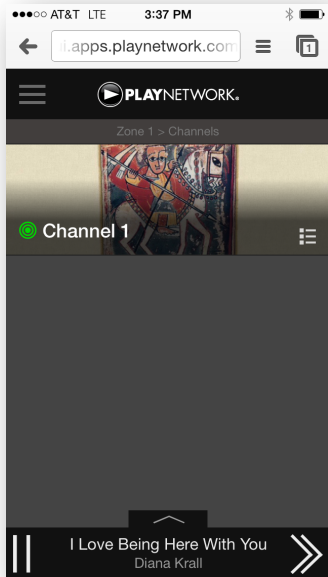 AT&T LTE 3:37 PM
i.apps.playnetwork.com
1
PLAYNETWORK.
Zone 1 > Channels
Channel 1
I Love Being Here With You
Diana Krall